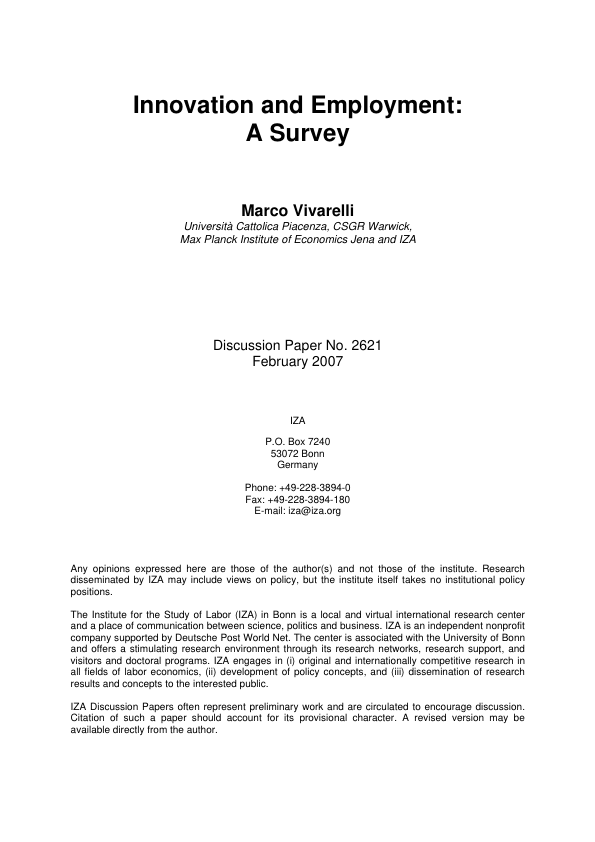 Innovation and Employment:
A Survey
Marco Vivarelli
Università Cattolica Piacenza, CSGR Warwick,
Max Planck Institute of Economics Jena and IZA
Discussion Paper No. 2621
February 2007
IZA
P.O. Box 7240
53072 Bonn
Germany
Phone: +49-228-3894-0
Fax: +49-228-3894-180
E-mail: iza@iza.org
Any opinions expressed here are those of the author(s) and not those of the institute. Research
disseminated by IZA may include views on policy, but the institute itself takes no institutional policy
positions.
The Institute for the Study of Labor (IZA) in Bonn is a local and virtual international research center
and a place of communication between science, politics and business. IZA is an independent nonprofit
company supported by Deutsche Post World Net. The center is associated with the University of Bonn
and offers a stimulating research environment through its research networks, research support, and
visitors and doctoral programs. IZA engages in (i) original and internationally competitive research in
all fields of labor economics, (ii) development of policy concepts, and (iii) dissemination of research
results and concepts to the interested public.
IZA Discussion Papers often represent preliminary work and are circulated to encourage discussion.
Citation of such a paper should account for its provisional character. A revised version may be
available directly from the author.